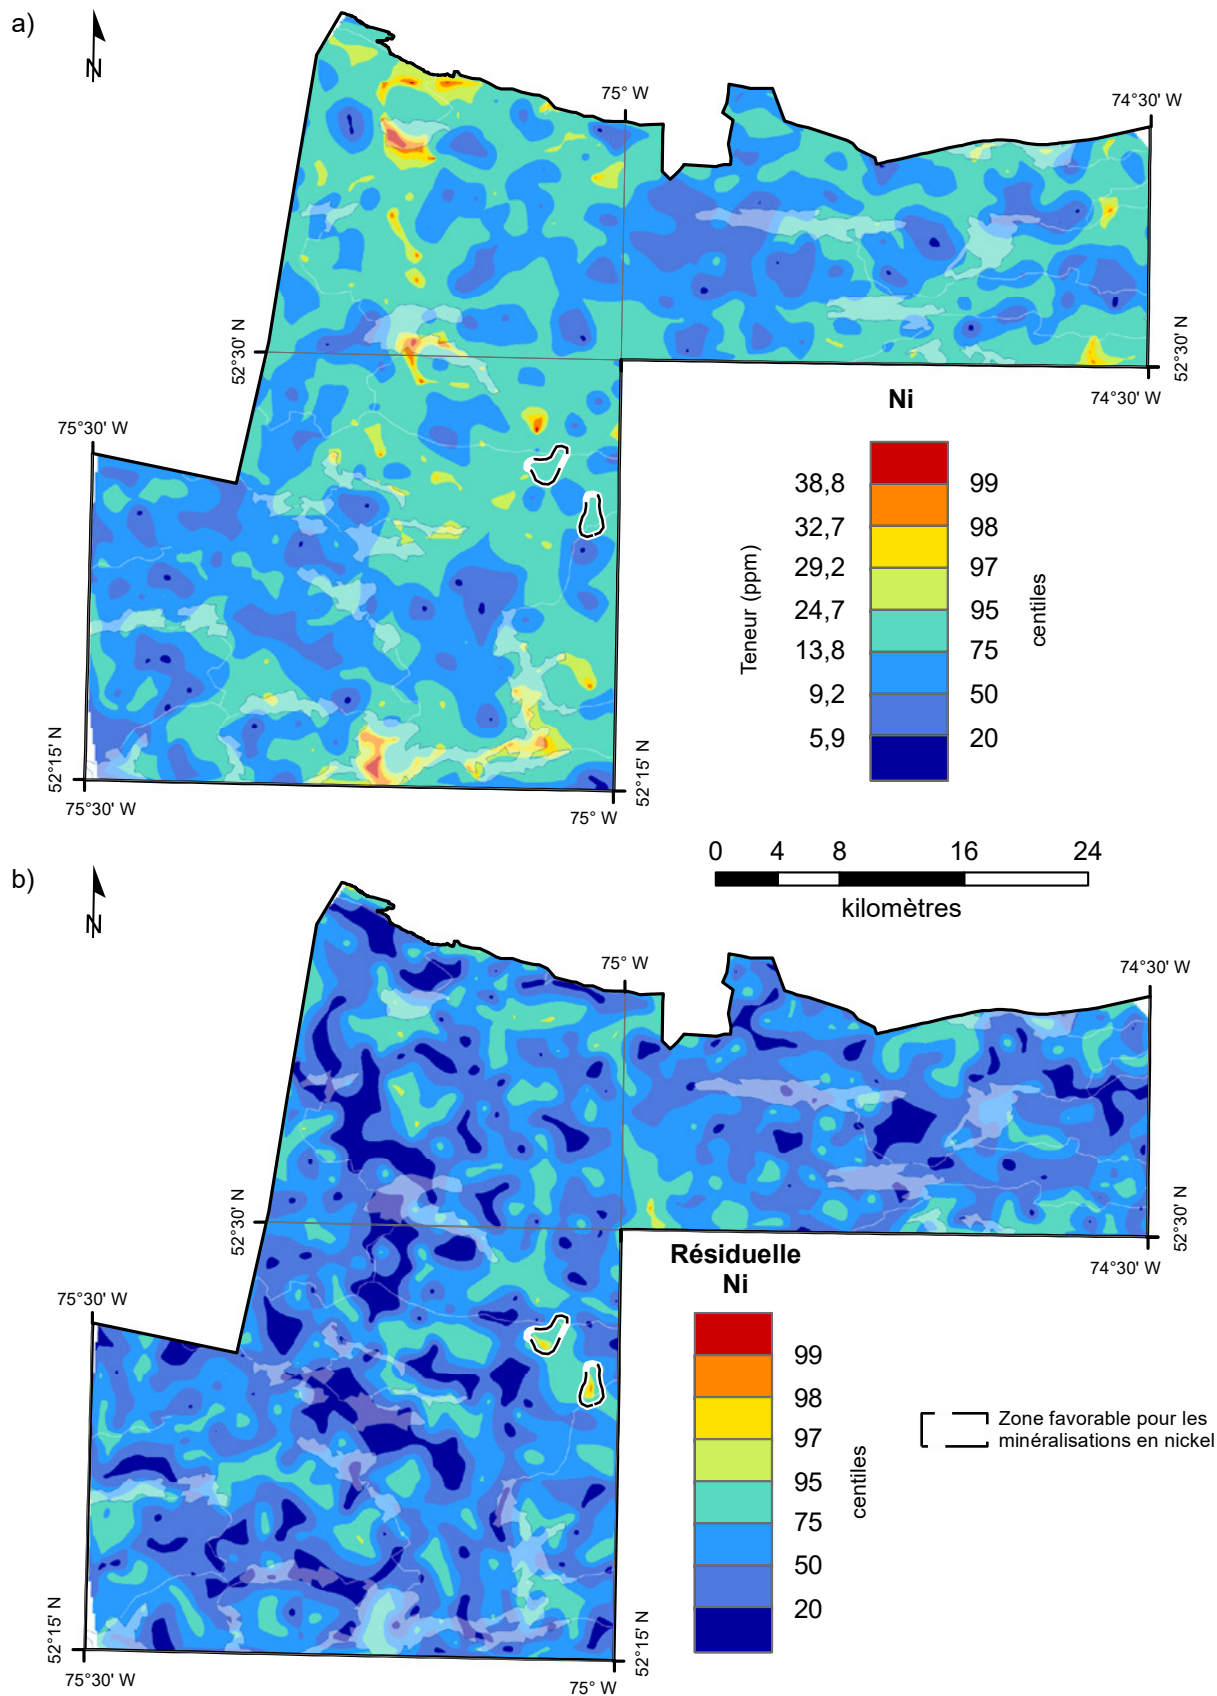 a)
N
75° W
74°30' W
52°30' N
52°30' N
74°30' W
75°30' W
Ni
Teneur (ppm)
centiles
38,8 99
32,7 98
29,2 97
24,7 95
13,8 75
9,2 50
5,9 20
52°15' N
52°15' N
75°30' W
75° W
0 4 8 16 24
kilomètres
b)
N
75° W
74°30' W
52°30' N
52°30' N
74°30' W
75°30' W
Résiduelle
Ni
99
98
97
95
75
50
20
centiles
Zone favorable pour les
minéralisations en nickel
52°15' N
52°15' N
75°30' W
75° W